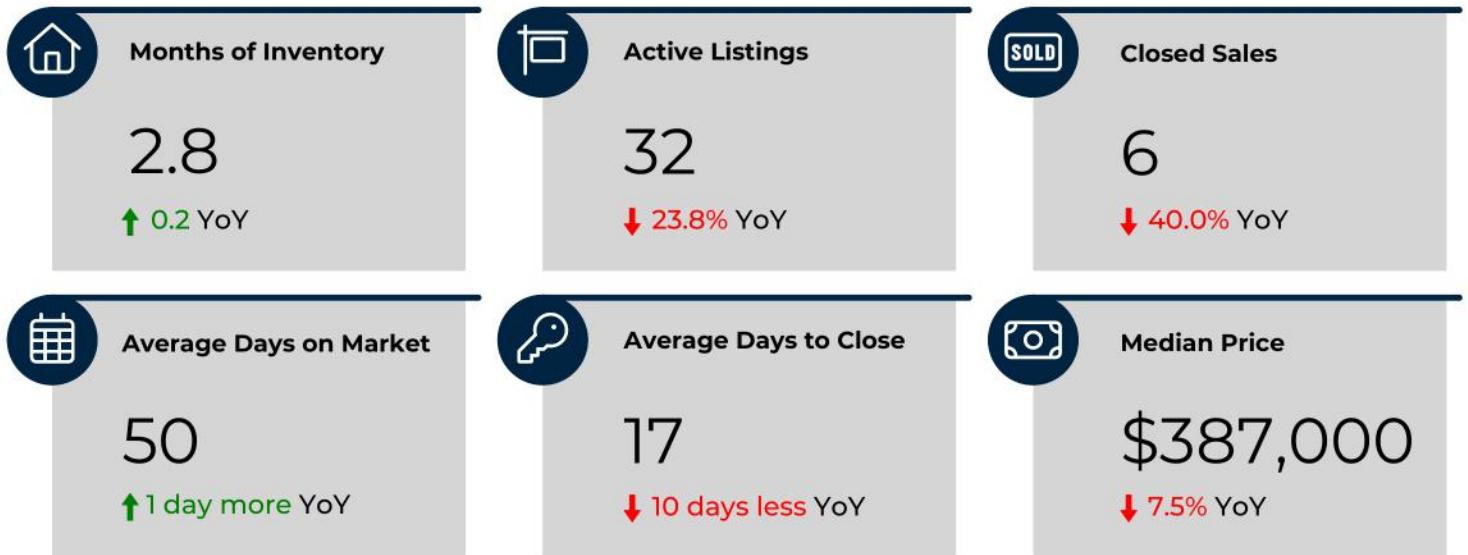 Months of Inventory
2.8
↑ 0.2 YoY
Active Listings
32
↓ 23.8% YoY
SOLD
Closed Sales
6
↓ 40.0% YoY
Average Days on Market
50
↑ 1 day more YoY
Average Days to Close
17
↓ 10 days less YoY
Median Price
$387,000
↓ 7.5% YoY